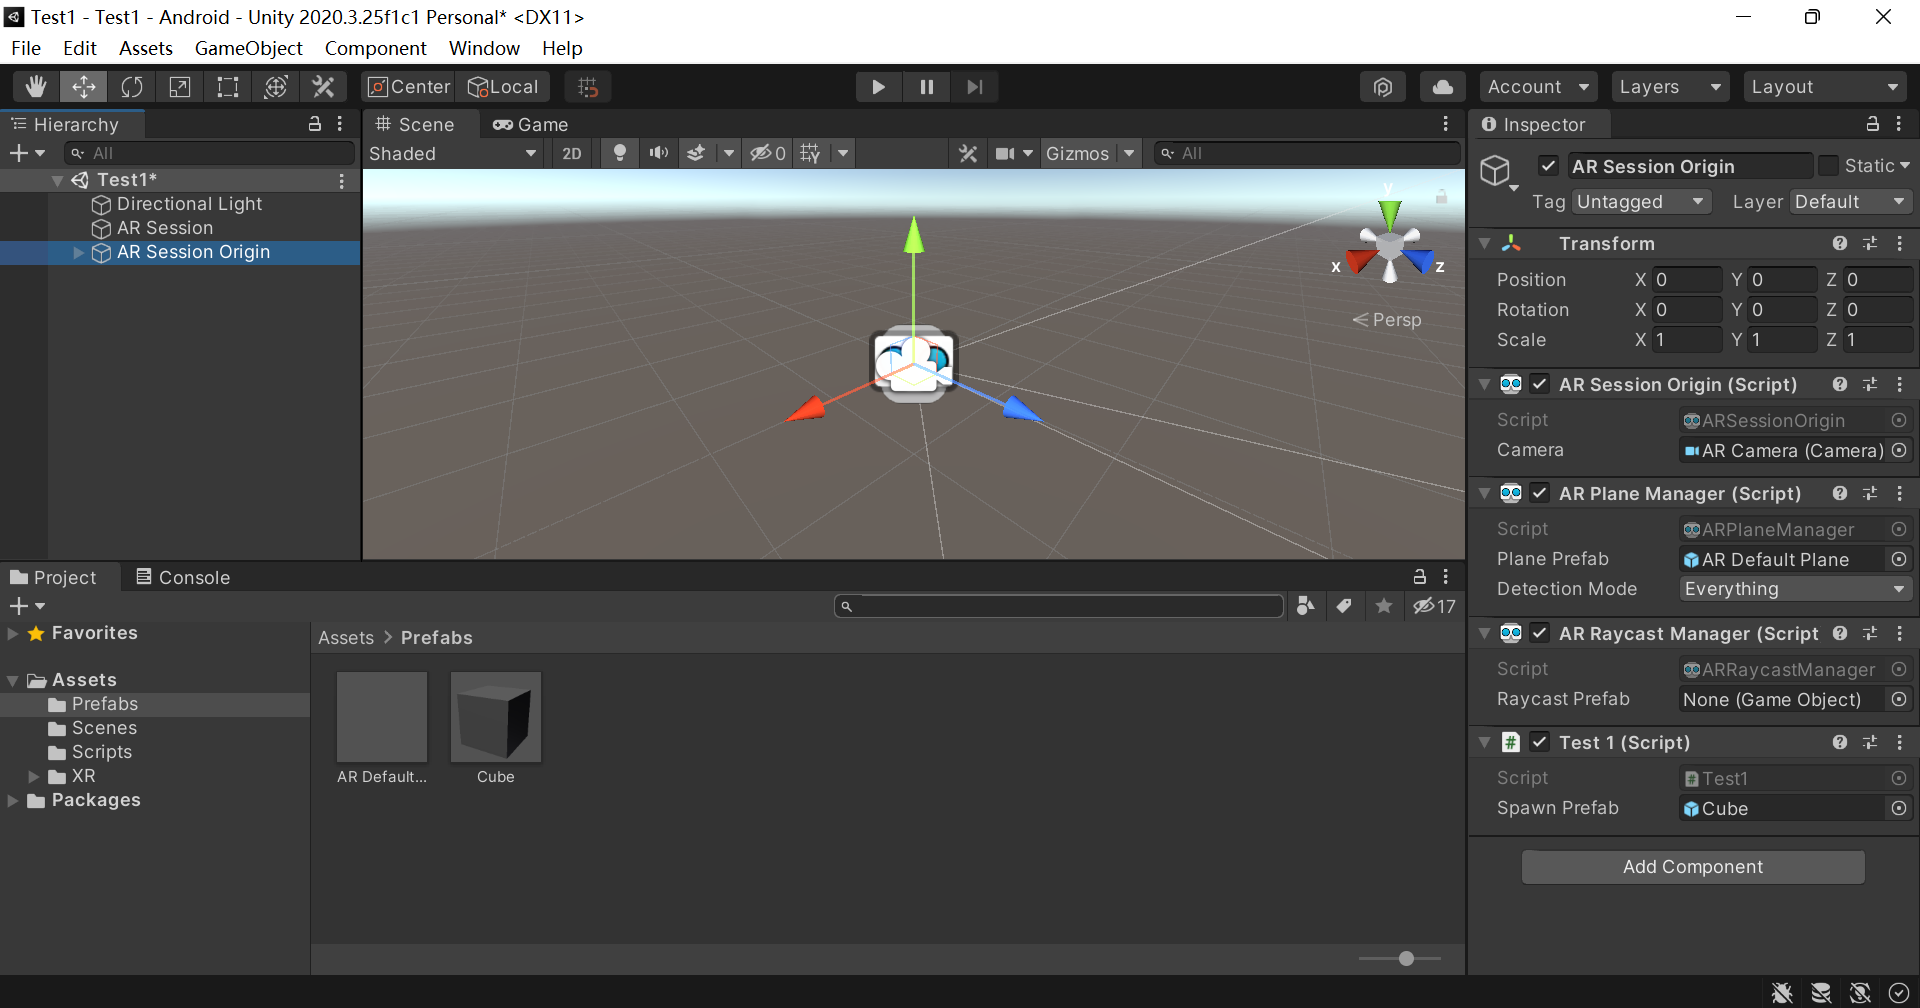 Test1 - Test1 - Android - Unity 2020.3.25f1c1 Personal* <DX11>
File Edit Assets GameObject Component Window Help
Center Local Account Layers Layout
Hierarchy
All
Test1*
Directional Light
AR Session
AR Session Origin
Scene Game
Shaded 2D 0 Gizmos All
y
x z
Persp
Project Console
17
Favorites
Assets
Prefabs
Scenes
Scripts
XR
Packages
Assets > Prefabs
AR Default... Cube
Inspector
AR Session Origin Static
Tag Untagged Layer Default
Transform
Position X 0 Y 0 Z 0
Rotation X 0 Y 0 Z 0
Scale X 1 Y 1 Z 1
AR Session Origin (Script)
Script ARSessionOrigin
Camera AR Camera (Camera)
AR Plane Manager (Script)
Script ARPlaneManager
Plane Prefab AR Default Plane
Detection Mode Everything
AR Raycast Manager (Script
Script ARRaycastManager
Raycast Prefab None (Game Object)
# Test 1 (Script)
Script # Test1
Spawn Prefab Cube
Add Component